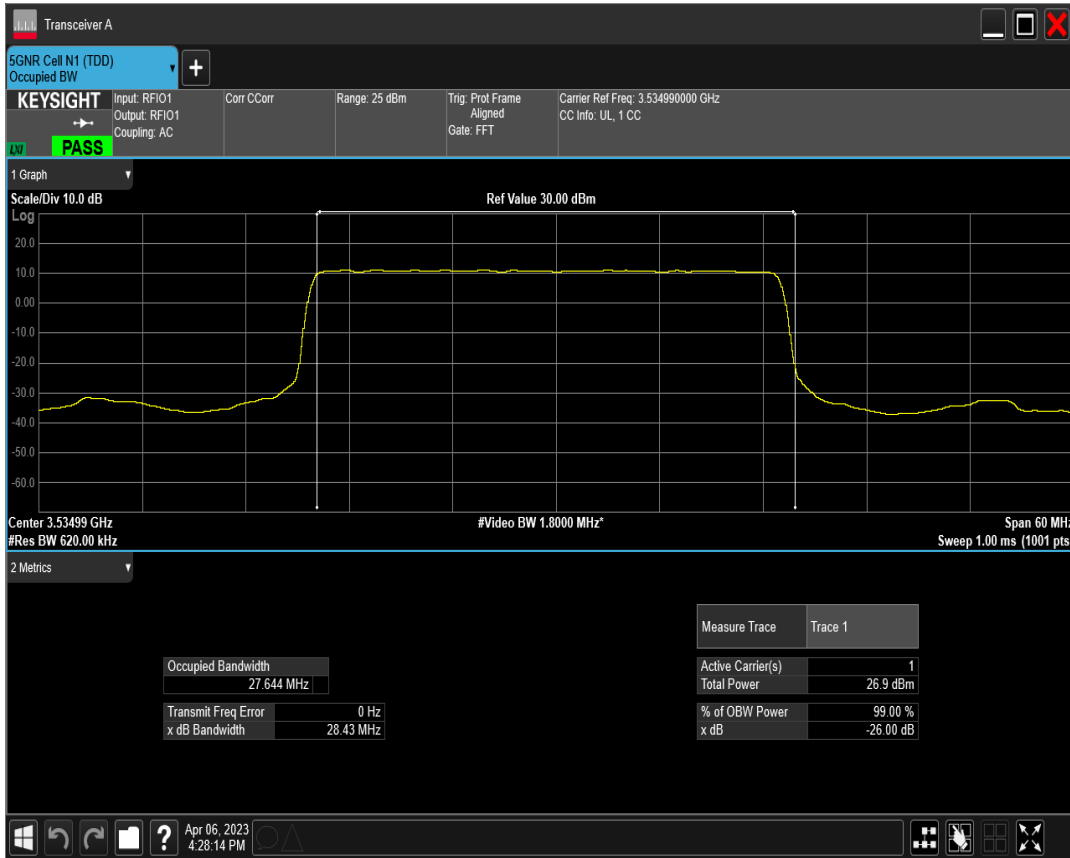 Transceiver A
5GNR Cell N1 (TDD)
Occupied BW
+
KEYSIGHT
LXI
PASS
Input: RFIO1
Output: RFIO1
Coupling: AC
Corr CCorr
Range: 25 dBm
Trig: Prot Frame
Aligned
Gate: FFT
Carrier Ref Freq: 3.534990000 GHz
CC Info: UL, 1 CC
1 Graph
Scale/Div 10.0 dB
Ref Value 30.00 dBm
Log
20.0
10.0
0.00
-10.0
-20.0
-30.0
-40.0
-50.0
-60.0
Center 3.53499 GHz
#Video BW 1.8000 MHz*
Span 60 MHz
#Res BW 620.00 kHz
Sweep 1.00 ms (1001 pts
2 Metrics
Measure Trace Trace 1
Occupied Bandwidth
27.644 MHz
Active Carrier(s) 1
Total Power 26.9 dBm
Transmit Freq Error 0 Hz
x dB Bandwidth 28.43 MHz
% of OBW Power 99.00 %
x dB -26.00 dB
?
Apr 06, 2023
4:28:14 PM